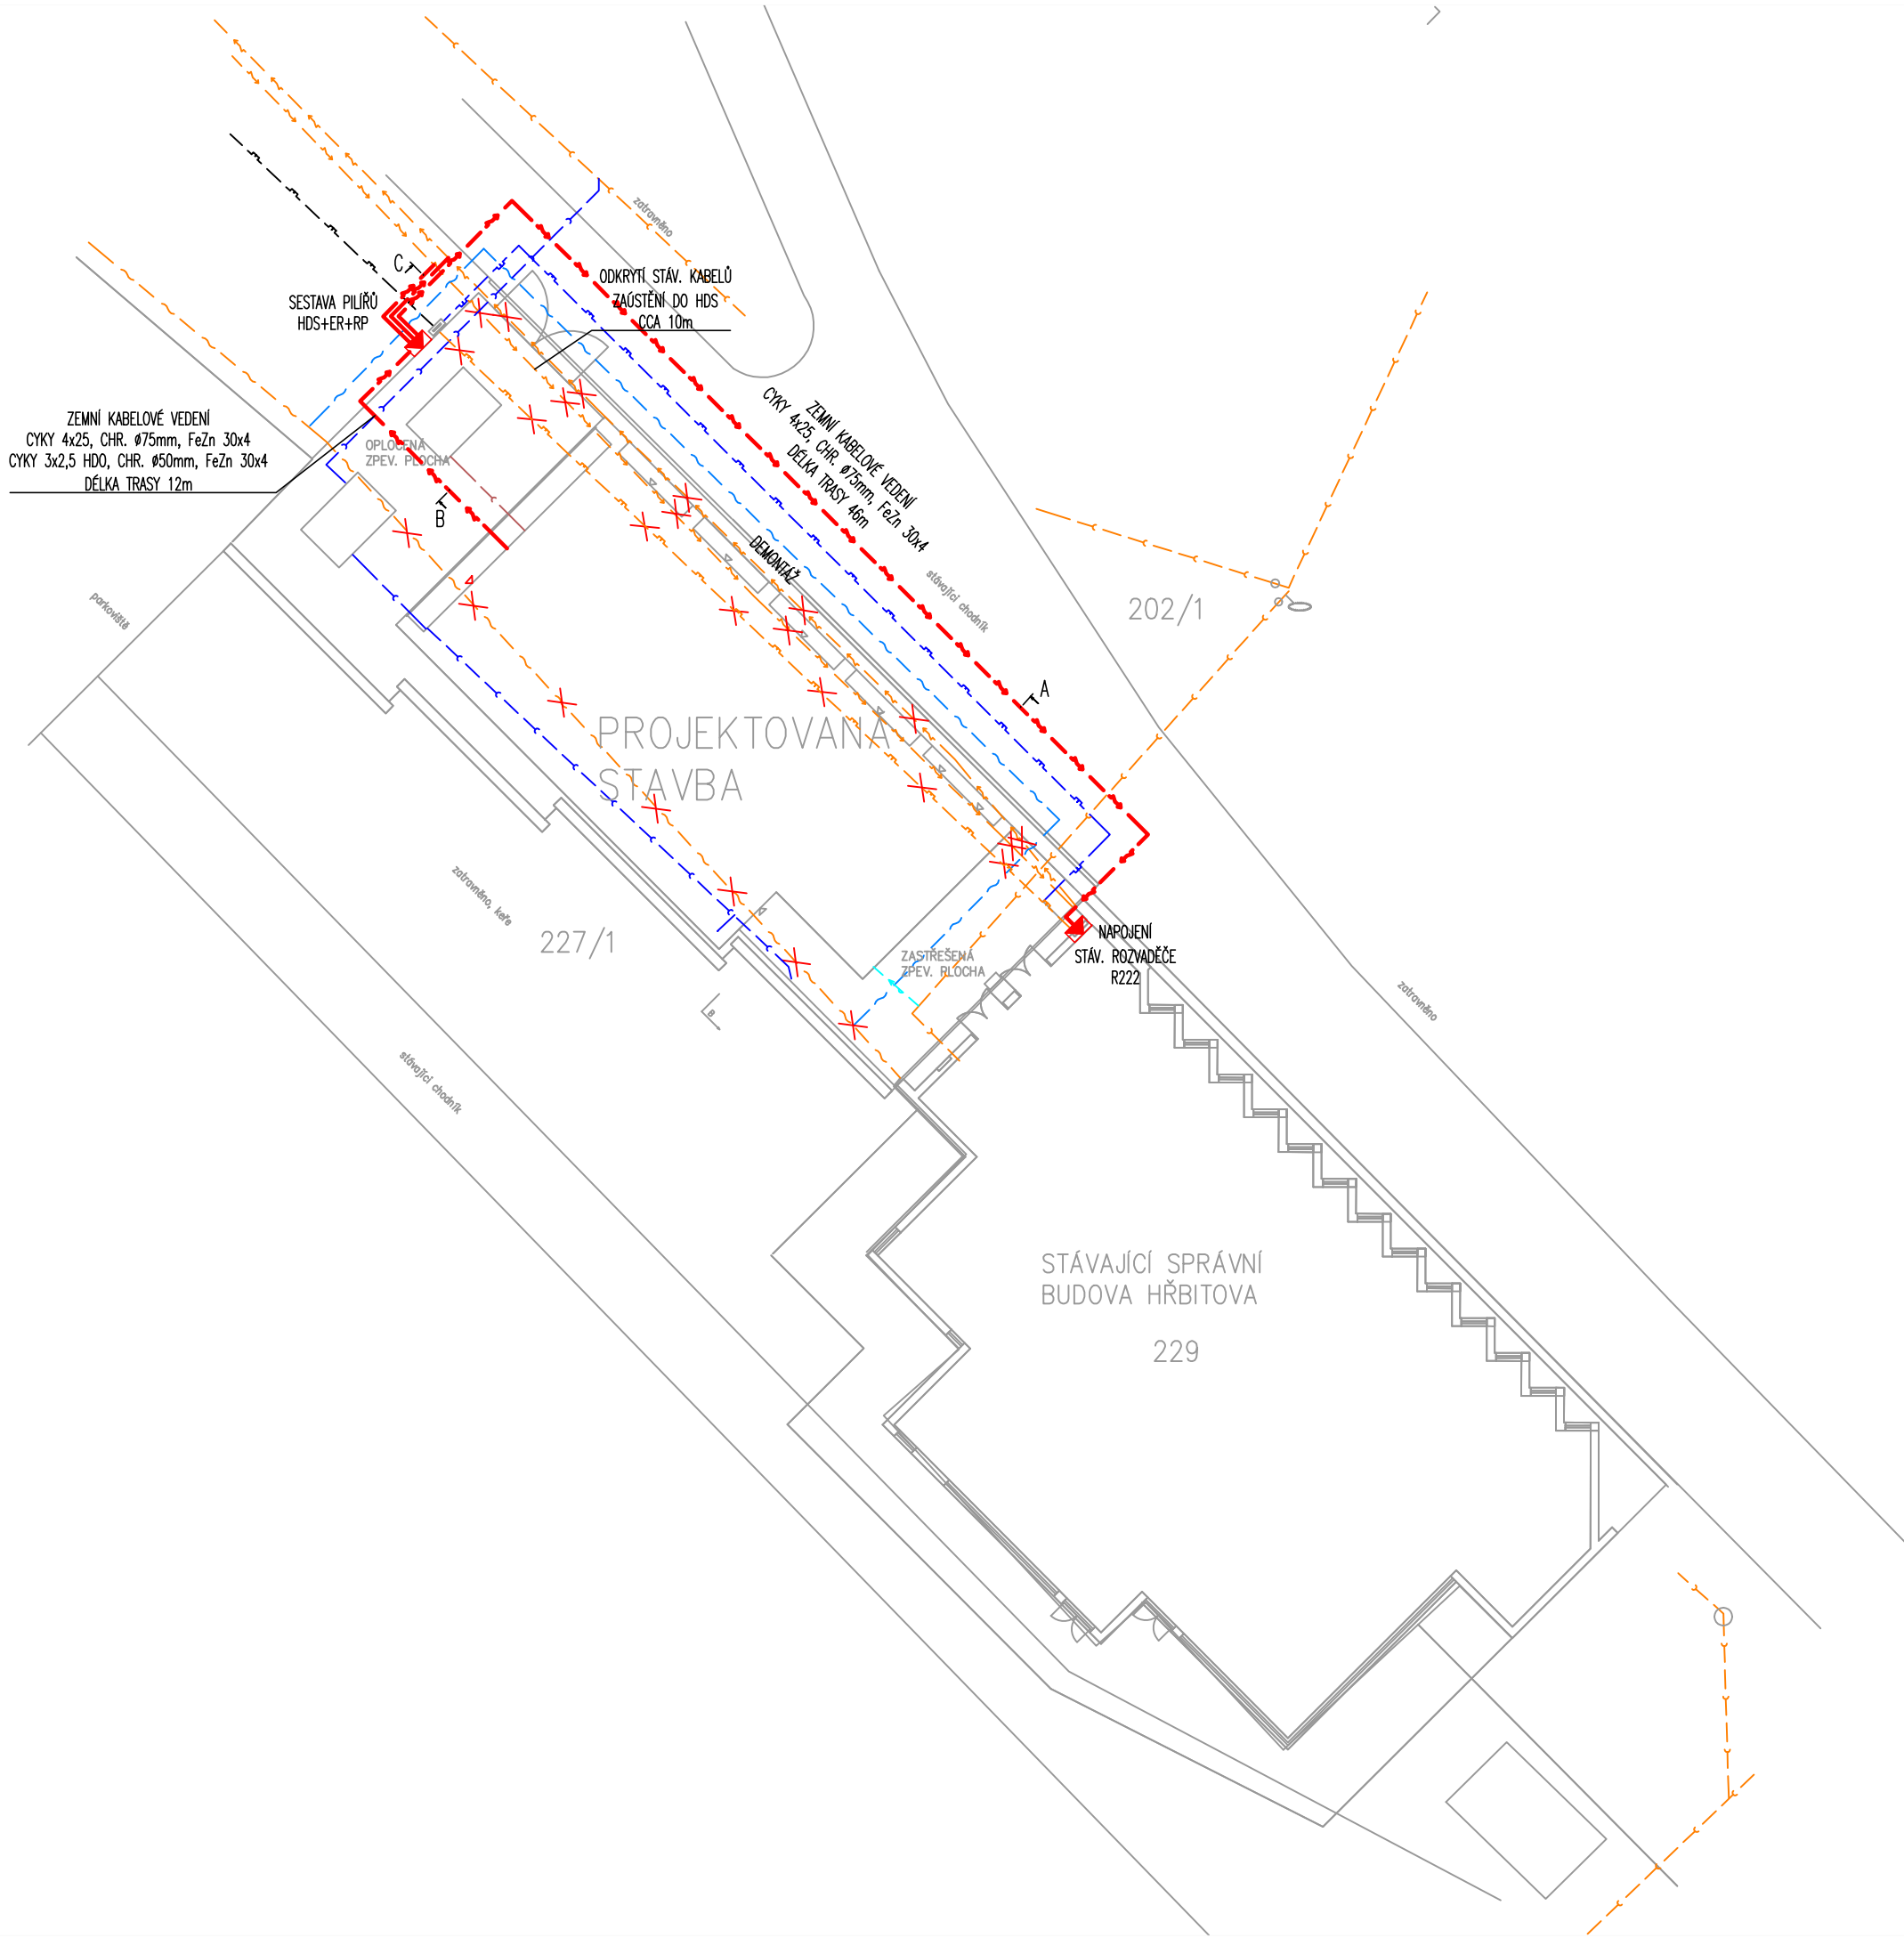 zatravněno
C
ODKRYTÍ STÁV. KABELŮ
ZAÚSTĚNÍ DO HDS
CCA 10m
SESTAVA PILÍŘŮ
HDS+ER+RP
ZEMNÍ KABELOVÉ VEDENÍ
CYKY 4x25, CHR. ø75mm, FeZn 30x4
CYKY 3x2,5 HDO, CHR. ø50mm, FeZn 30x4
DÉLKA TRASY 12m
OPLOCENÁ
ZPEV. PLOCHA
B
ZEMNÍ KABELOVÉ VEDENÍ
CYKY 4x25, CHR. ø75mm, FeZn 30x4
DÉLKA TRASY 46m
DEMONTÁŽ
stávající chodník
202/1
parkoviště
A
PROJEKTOVANÁ
STAVBA
zatravněno, keře
227/1
NAPOJENÍ
STÁV. ROZVADĚČE
R222
ZASTŘEŠENÁ
ZPEV. PLOCHA
zatravněno
B
stávající chodník
STÁVAJÍCÍ SPRÁVNÍ
BUDOVA HŘBITOVA
229